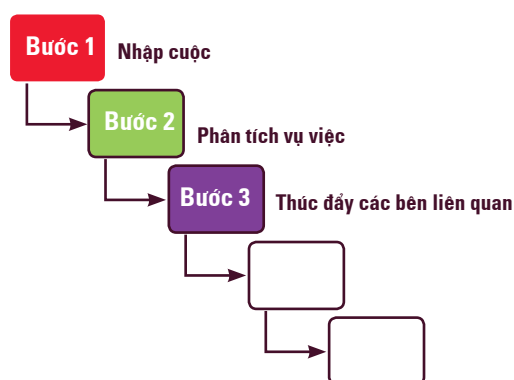 Bước 1
Nhập cuộc
Bước 2
Phân tích vụ việc
Bước 3
Thúc đẩy các bên liên quan